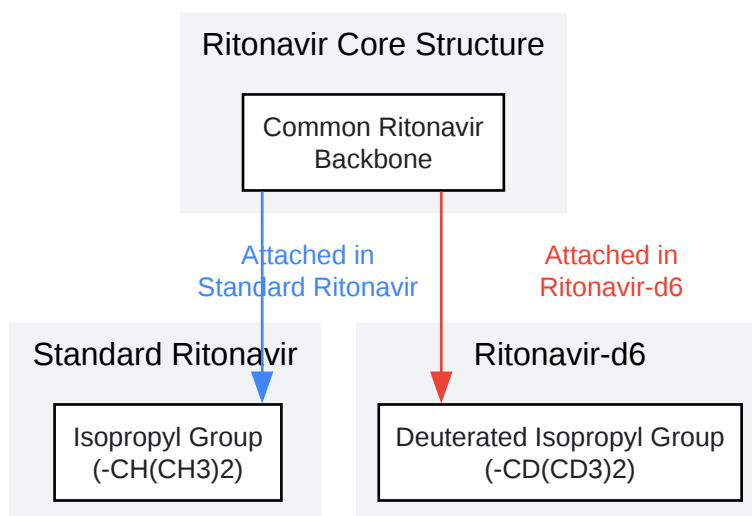 Ritonavir Core Structure
Common Ritonavir
Backbone
Attached in
Standard Ritonavir
Attached in
Ritonavir-d6
Standard Ritonavir
Ritonavir-d6
Isopropyl Group
(-CH(CH3)2)
Deuterated Isopropyl Group
(-CD(CD3)2)